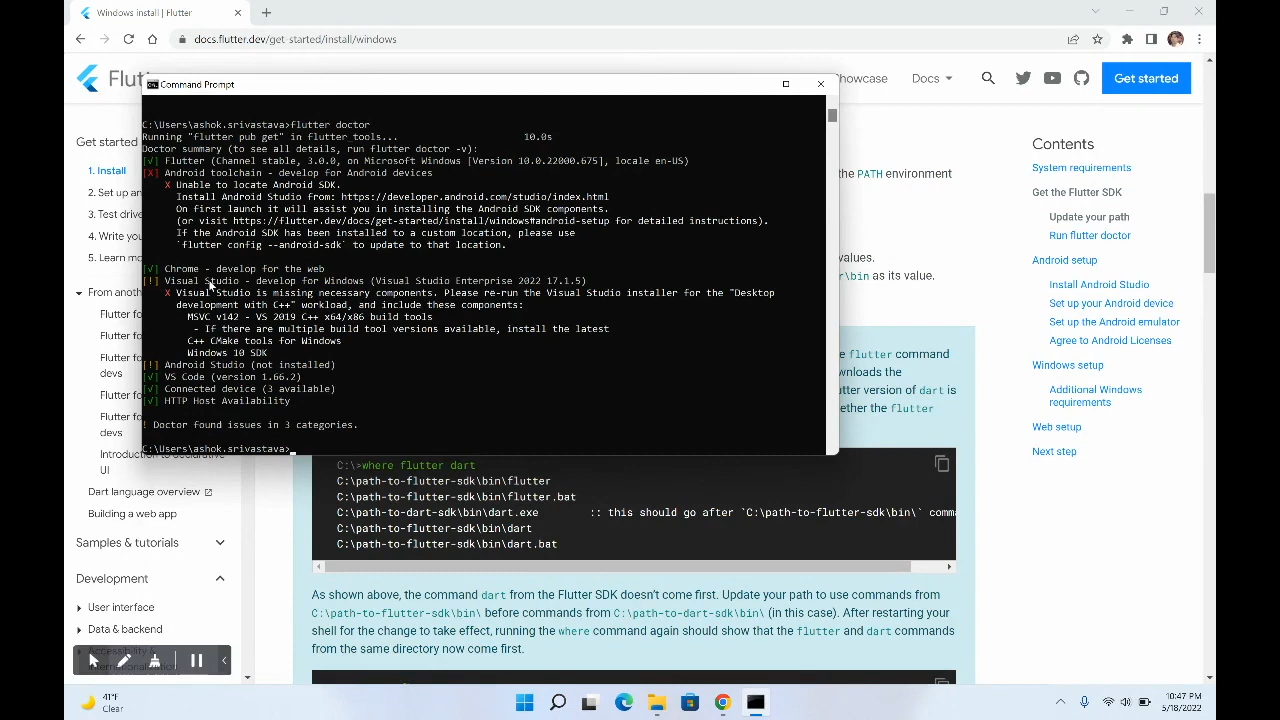 Windows install | Flutter
docs.flutter.dev/get-started/install/windows
Flut
howcase
Docs
Get started
Command Prompt
C:\Users\ashok.srivastava>flutter doctor
Running "flutter pub get" in flutter_tools... 10.0s
Doctor summary (to see all details, run flutter doctor -v):
[√] Flutter (Channel stable, 3.0.0, on Microsoft Windows [Version 10.0.22000.675], locale en-US)
[X] Android toolchain - develop for Android devices
X Unable to locate Android SDK.
Install Android Studio from: https://developer.android.com/studio/index.html
On first launch it will assist you in installing the Android SDK components.
(or visit https://flutter.dev/docs/get-started/install/windows#android-setup for detailed instructions).
If the Android SDK has been installed to a custom location, please use
`flutter config --android-sdk` to update to that location.
[√] Chrome - develop for the web
[!] Visual Studio - develop for Windows (Visual Studio Enterprise 2022 17.1.5)
X Visual Studio is missing necessary components. Please re-run the Visual Studio installer for the "Desktop
development with C++" workload, and include these components:
MSVC v142 - VS 2019 C++ x64/x86 build tools
- If there are multiple build tool versions available, install the latest
C++ CMake tools for Windows
Windows 10 SDK
[!] Android Studio (not installed)
[√] VS Code (version 1.66.2)
[√] Connected device (3 available)
[√] HTTP Host Availability
! Doctor found issues in 3 categories.
C:\Users\ashok.srivastava>
Get started
1. Install
2. Set up an
3. Test drive
4. Write you
5. Learn mo
From anoth
Flutter fo
Flutter fo
Flutter fo
devs
Flutter fo
Flutter fo
devs
Introduction to declarative
UI
Dart language overview
Building a web app
Samples & tutorials
Development
User interface
Data & backend
Accessibility &
internationalization
the PATH environment
values.
r\bin as its value.
he flutter command
wnloads the
utter version of dart is
ether the flutter
C:\>where flutter dart
C:\path-to-flutter-sdk\bin\flutter
C:\path-to-flutter-sdk\bin\flutter.bat
C:\path-to-dart-sdk\bin\dart.exe :: this should go after `C:\path-to-flutter-sdk\bin\` comma
C:\path-to-flutter-sdk\bin\dart
C:\path-to-flutter-sdk\bin\dart.bat
As shown above, the command dart from the Flutter SDK doesn't come first. Update your path to use commands from
C:\path-to-flutter-sdk\bin\ before commands from C:\path-to-dart-sdk\bin\ (in this case). After restarting your
shell for the change to take effect, running the where command again should show that the flutter and dart commands
from the same directory now come first.
Contents
System requirements
Get the Flutter SDK
Update your path
Run flutter doctor
Android setup
Install Android Studio
Set up your Android device
Set up the Android emulator
Agree to Android Licenses
Windows setup
Additional Windows
requirements
Web setup
Next step
41°F
Clear
10:47 PM
5/18/2022